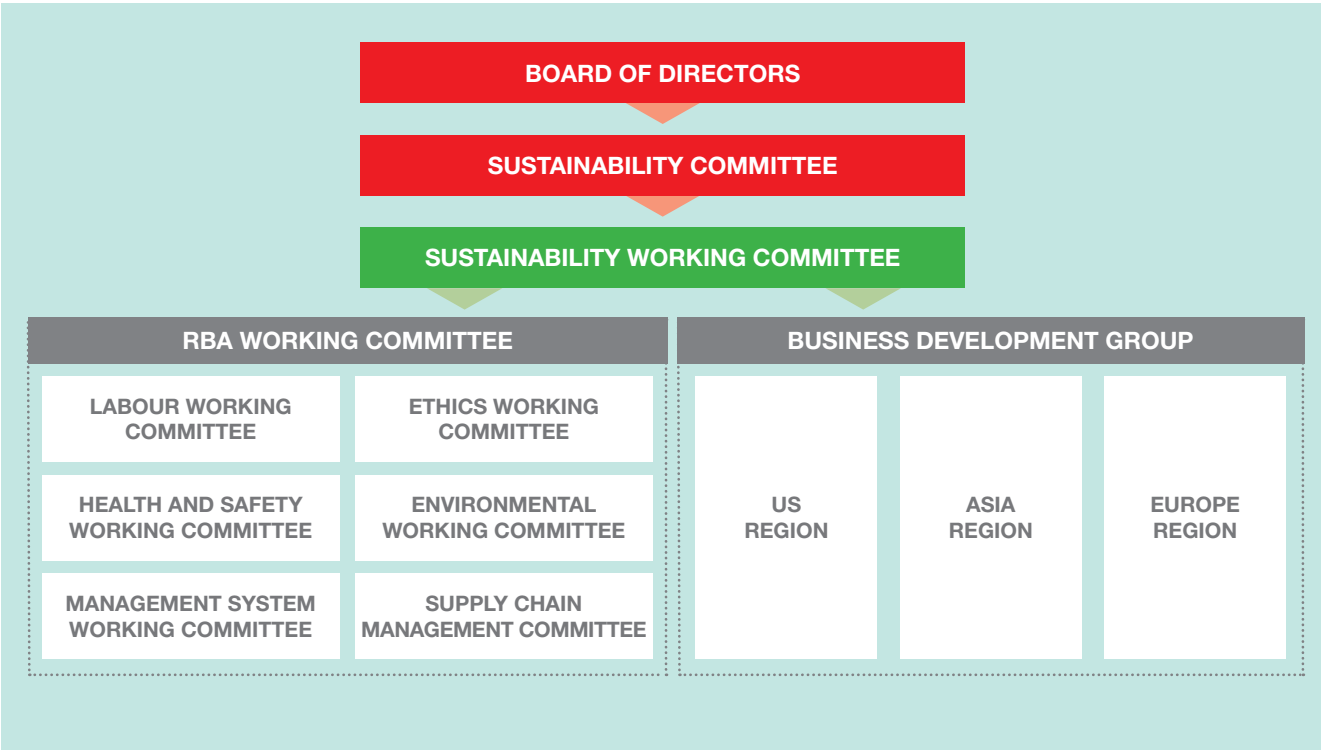 BOARD OF DIRECTORS
SUSTAINABILITY COMMITTEE
SUSTAINABILITY WORKING COMMITTEE
RBA WORKING COMMITTEE
LABOUR WORKING
COMMITTEE
ETHICS WORKING
COMMITTEE
HEALTH AND SAFETY
WORKING COMMITTEE
ENVIRONMENTAL
WORKING COMMITTEE
MANAGEMENT SYSTEM
WORKING COMMITTEE
SUPPLY CHAIN
MANAGEMENT COMMITTEE
BUSINESS DEVELOPMENT GROUP
US
REGION
ASIA
REGION
EUROPE
REGION